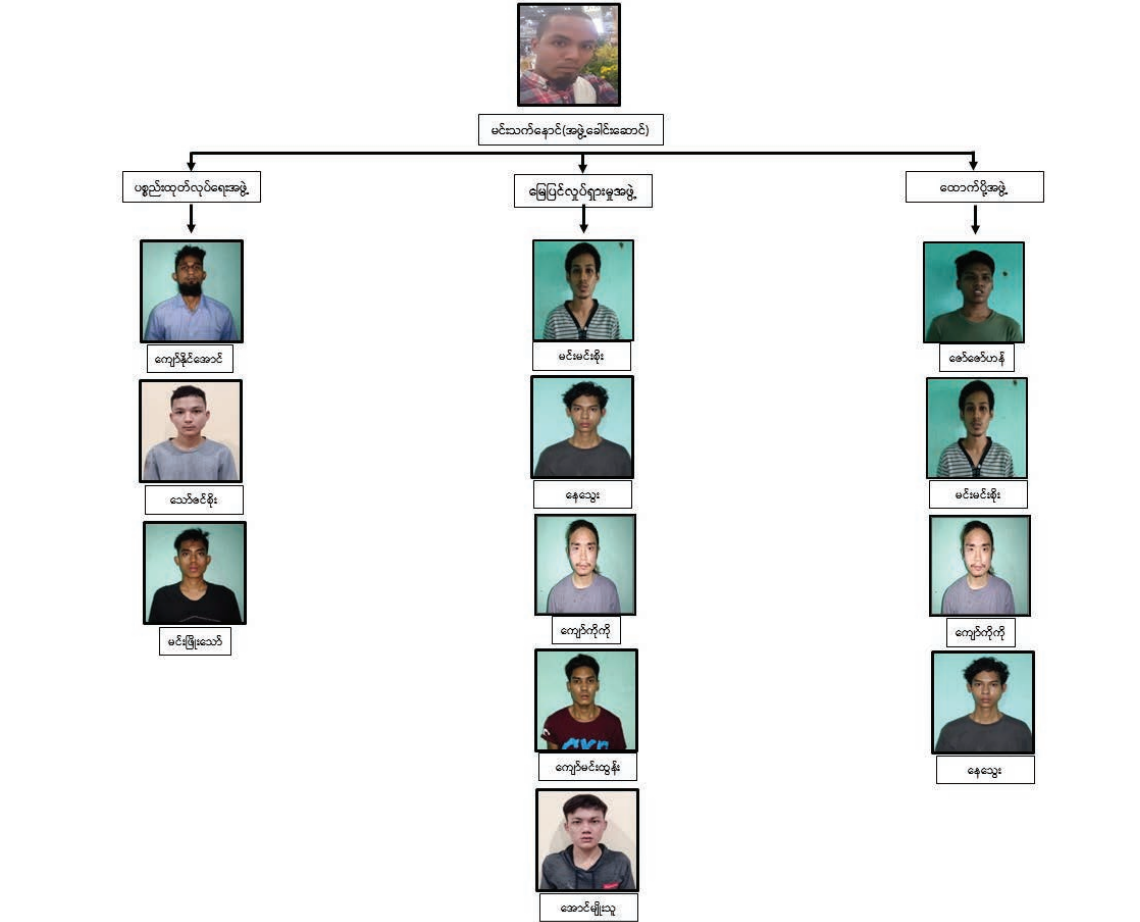 မင်းသက်နောင်(အဖွဲ့ခေါင်းဆောင်)
ပစ္စည်းထုတ်လုပ်ရေးအဖွဲ့
မြေပြင်လှုပ်ရှားမှုအဖွဲ့
ထောက်ပို့အဖွဲ့
ကျော်နိုင်အောင်
သော်ဇင်စိုး
မင်းဖြိုးသော်
မင်းမင်းစိုး
နေသွေး
ကျော်ကိုကို
ကျော်မင်းထွန်း
အောင်မျိုးသူ
ဇော်ဇော်ဟန်
မင်းမင်းစိုး
ကျော်ကိုကို
နေသွေး